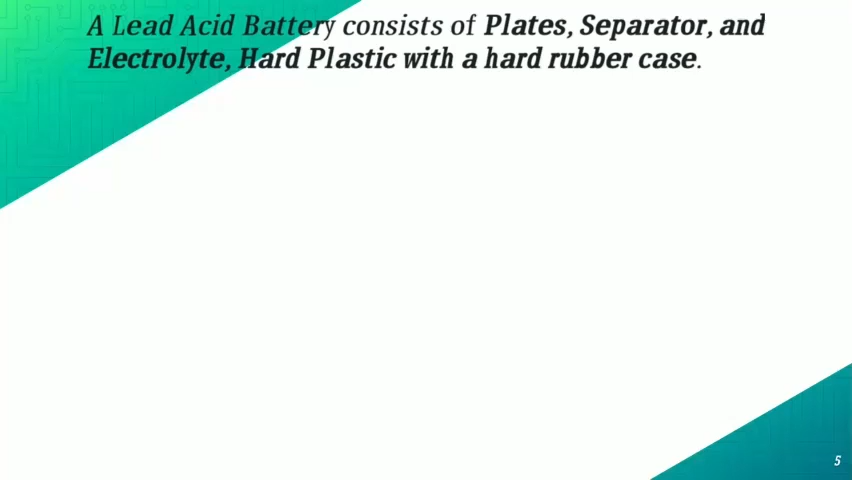 A Lead Acid Battery consists of Plates, Separator, and
Electrolyte, Hard Plastic with a hard rubber case.
5